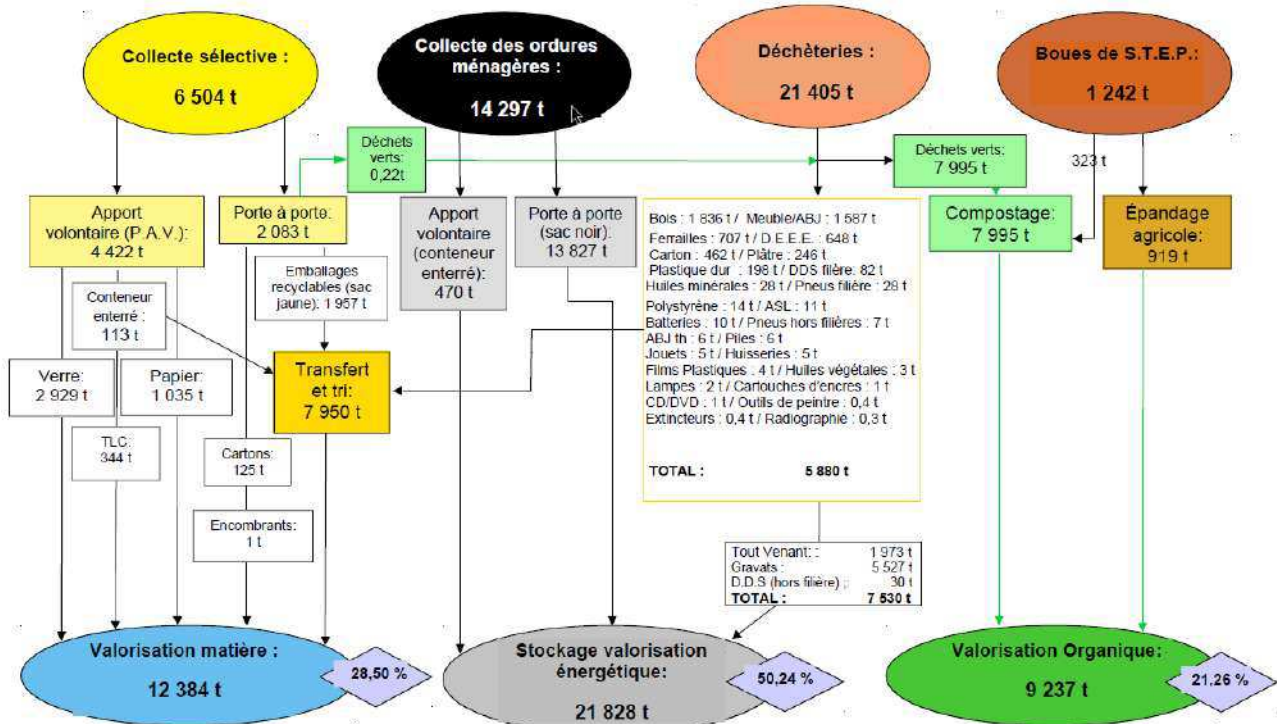 Collecte sélective :
6 504 t
Collecte des ordures
ménagères :
14 297 t
Déchèteries :
21 405 t
Boues de S.T.E.P.:
1 242 t
Déchets
verts:
0,22t
Déchets verts:
7 995 t
323 t
Apport
volontaire (P.A.V.):
4 422 t
Porte à porte:
2 083 t
Apport
volontaire
(conteneur
enterré):
470 t
Porte à porte
(sac noir):
13 827 t
Compostage:
7 995 t
Épandage
agricole:
919 t
Emballages
recyclables (sac
jaune): 1 957 t
Conteneur
enterré :
113 t
Verre:
2 929 t
Papier:
1 035 t
Transfert
et tri:
7 950 t
TLC:
344 t
Cartons:
125 t
Encombrants:
1 t
Bois : 1 836 t / Meuble/ABJ : 1 587 t
Ferrailles : 707 t / D.E.E.E. : 648 t
Carton : 462 t / Plâtre : 246 t
Plastique dur : 198 t / DDS filère: 82 t
Huiles minérales : 28 t / Pneus filière : 28 t
Polystyrène : 14 t / ASL : 11 t
Batteries : 10 t / Pneus hors filières : 7 t
ABJ th : 6 t / Piles : 6 t
Jouets : 5 t / Huisseries : 5 t
Films Plastiques : 4 t / Huiles végétales : 3 t
Lampes : 2 t / Cartouches d'encres : 1 t
CD/DVD : 1 t / Outils de peintre : 0,4 t
Extincteurs : 0,4 t / Radiographie : 0,3 t
TOTAL : 5 880 t
Tout Venant: : 1 973 t
Gravats : 5 527 t
D.D.S (hors filière) ;: 30 t
TOTAL : 7 530 t
Valorisation matière :
12 384 t
28,50 %
Stockage valorisation
énergétique:
21 828 t
50,24 %
Valorisation Organique:
9 237 t
21.26 %